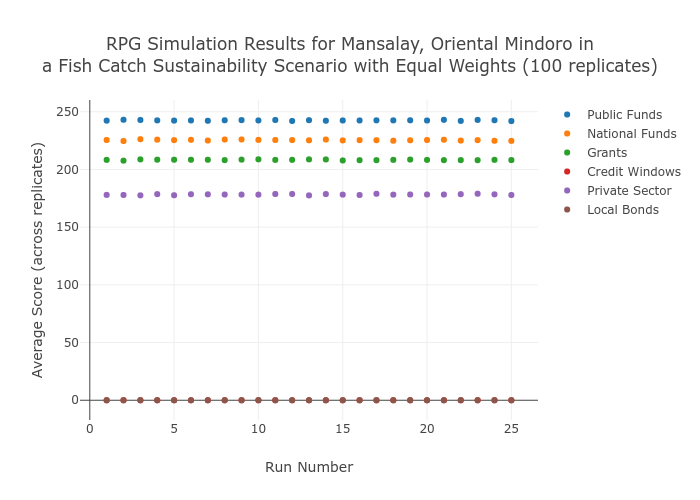 RPG Simulation Results for Mansalay, Oriental Mindoro in
a Fish Catch Sustainability Scenario with Equal Weights (100 replicates)
Average Score (across replicates)
250
200
150
100
50
0
0 5 10 15 20 25
Run Number
Public Funds
National Funds
Grants
Credit Windows
Private Sector
Local Bonds